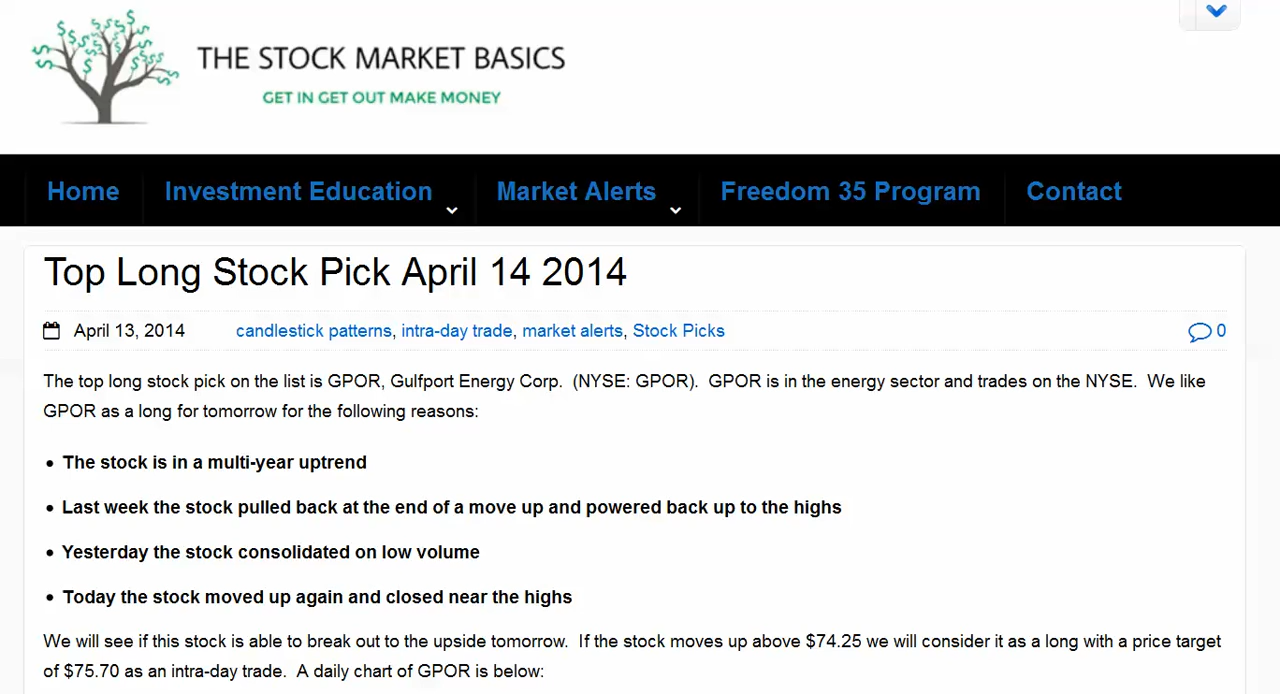 THE STOCK MARKET BASICS
GET IN GET OUT MAKE MONEY
Home Investment Education Market Alerts Freedom 35 Program Contact
Top Long Stock Pick April 14 2014
April 13, 2014 candlestick patterns, intra-day trade, market alerts, Stock Picks 0
The top long stock pick on the list is GPOR, Gulfport Energy Corp. (NYSE: GPOR). GPOR is in the energy sector and trades on the NYSE. We like
GPOR as a long for tomorrow for the following reasons:
• The stock is in a multi-year uptrend
• Last week the stock pulled back at the end of a move up and powered back up to the highs
• Yesterday the stock consolidated on low volume
• Today the stock moved up again and closed near the highs
We will see if this stock is able to break out to the upside tomorrow. If the stock moves up above $74.25 we will consider it as a long with a price target
of $75.70 as an intra-day trade. A daily chart of GPOR is below: